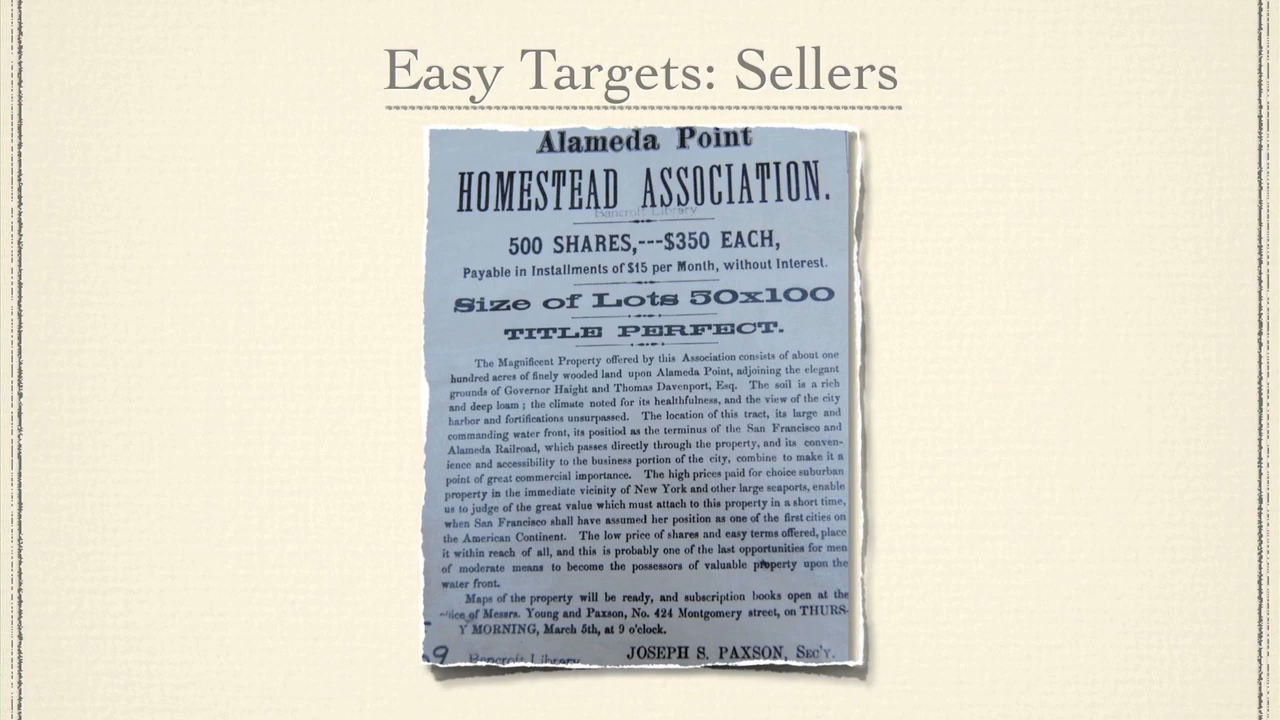 Easy Targets: Sellers
Alameda Point
HOMESTEAD ASSOCIATION.
Bancroft Library
500 SHARES,---$350 EACH,
Payable in Installments of $15 per Month, without Interest.
Size of Lots 50x100
TITLE PERFECT.
The Magnificent Property offered by this Association consists of about one
hundred acres of finely wooded land upon Alameda Point, adjoining the elegant
grounds of Governor Haight and Thomas Davenport, Esq. The soil is a rich
and deep loam ; the climate noted for its healthfulness, and the view of the city
harbor and fortifications unsurpassed. The location of this tract, its large and
commanding water front, its positiod as the terminus of the San Francisco and
Alameda Railroad, which passes directly through the property, and its conven-
ience and accessibility to the business portion of the city, combine to make it a
point of great commercial importance. The high prices paid for choice suburban
property in the immediate vicinity of New York and other large seaports, enable
us to judge of the great value which must attach to this property in a short time,
when San Francisco shall have assumed her position as one of the first cities on
the American Continent. The low price of shares and easy terms offered, place
it within reach of all, and this is probably one of the last opportunities for men
of moderate means to become the possessors of valuable property upon the
water front.
Maps of the property will be ready, and subscription books open at the
of Messrs. Young and Paxson, No. 424 Montgomery street, on THURS-
Y MORNING, March 5th, at 9 o'clock.
JOSEPH S. PAXSON, Sec'y.
9 Bancroft Library